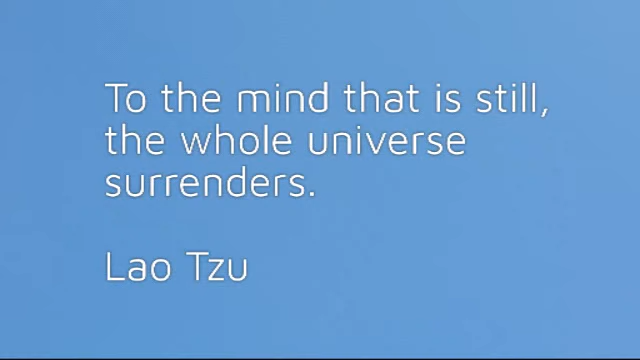 To the mind that is still,
the whole universe
surrenders.
Lao Tzu